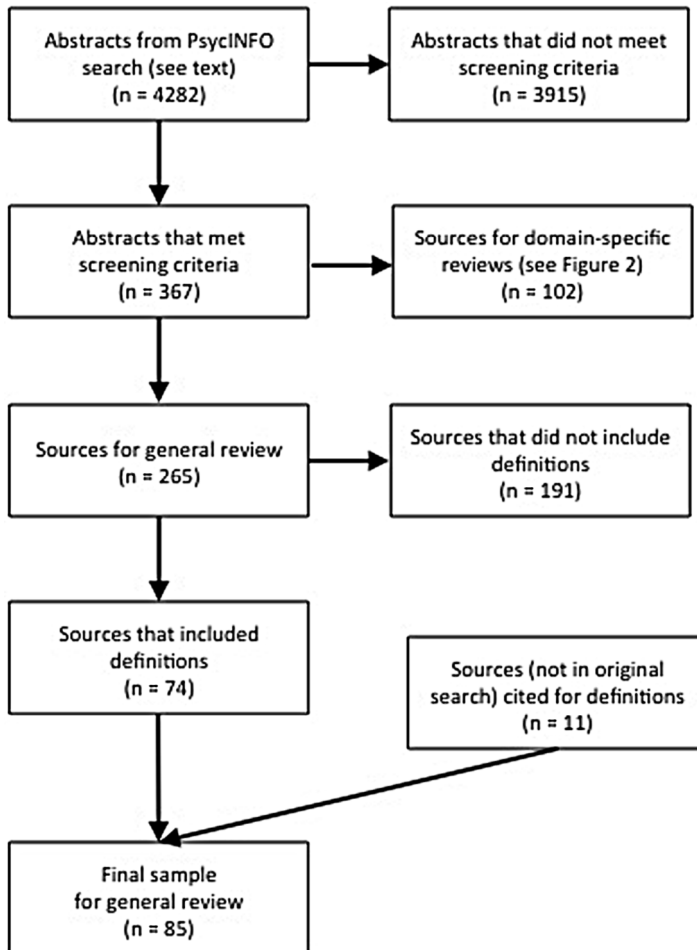 Abstracts from PsycINFO
search (see text)
(n = 4282)
Abstracts that did not meet
screening criteria
(n = 3915)
Abstracts that met
screening criteria
(n = 367)
Sources for domain-specific
reviews (see Figure 2)
(n = 102)
Sources for general review
(n = 265)
Sources that did not include
definitions
(n = 191)
Sources that included
definitions
(n = 74)
Sources (not in original
search) cited for definitions
(n = 11)
Final sample
for general review
(n = 85)